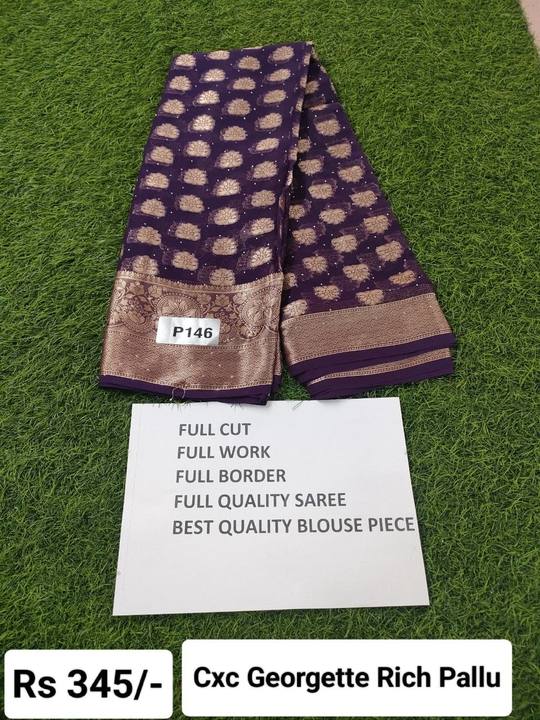 P146
FULL CUT
FULL WORK
FULL BORDER
FULL QUALITY SAREE
BEST QUALITY BLOUSE PIECE
Rs 345/-
Cxc Georgette Rich Pallu